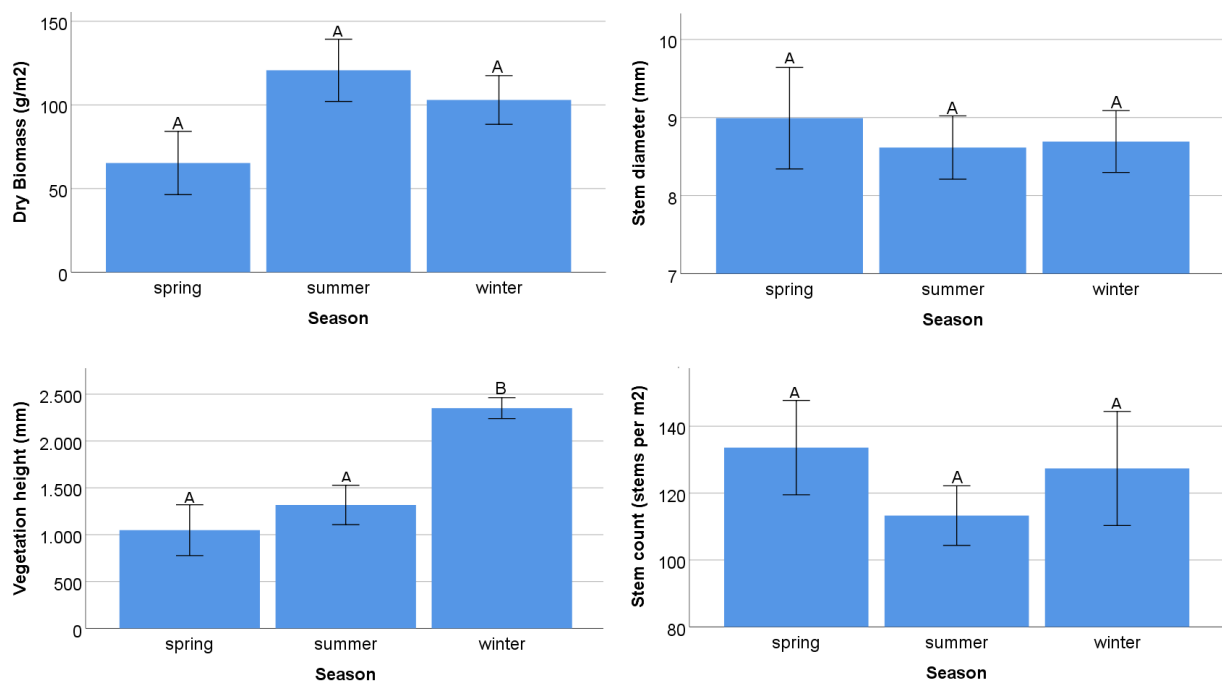 Dry Biomass (g/m2)
150
100
50
0
A
A
A
spring
summer
winter
Season
Stem diameter (mm)
10
9
8
7
A
A
A
spring
summer
winter
Season
Vegetation height (mm)
2.500
2.000
1.500
1.000
500
0
A
A
B
spring
summer
winter
Season
Stem count (stems per m2)
140
120
100
80
A
A
A
spring
summer
winter
Season